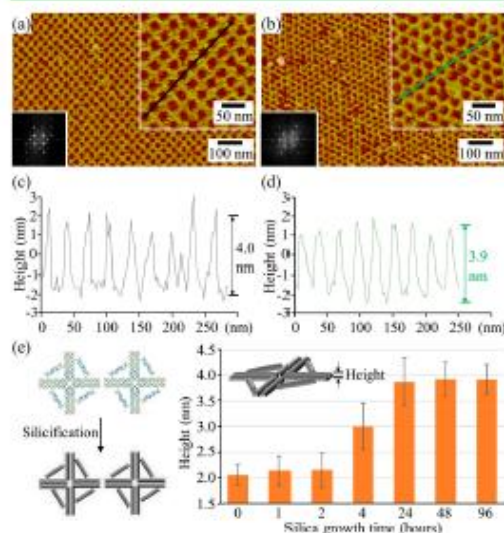 (a)
50 nm
100 nm
(b)
50 nm
100 nm
(c)
Height (nm)
3
2
1
0
-1
-2
-3
0 50 100 150 200 250 (nm)
4.0
nm
(d)
Height (nm)
3
2
1
0
-1
-2
-3
0 50 100 150 200 250 (nm)
3.9
nm
(e)
Silicification
Height (nm)
4.5
4.0
3.5
3.0
2.5
2.0
1.5
Height
0 1 2 4 24 48 96
Silica growth time (hours)